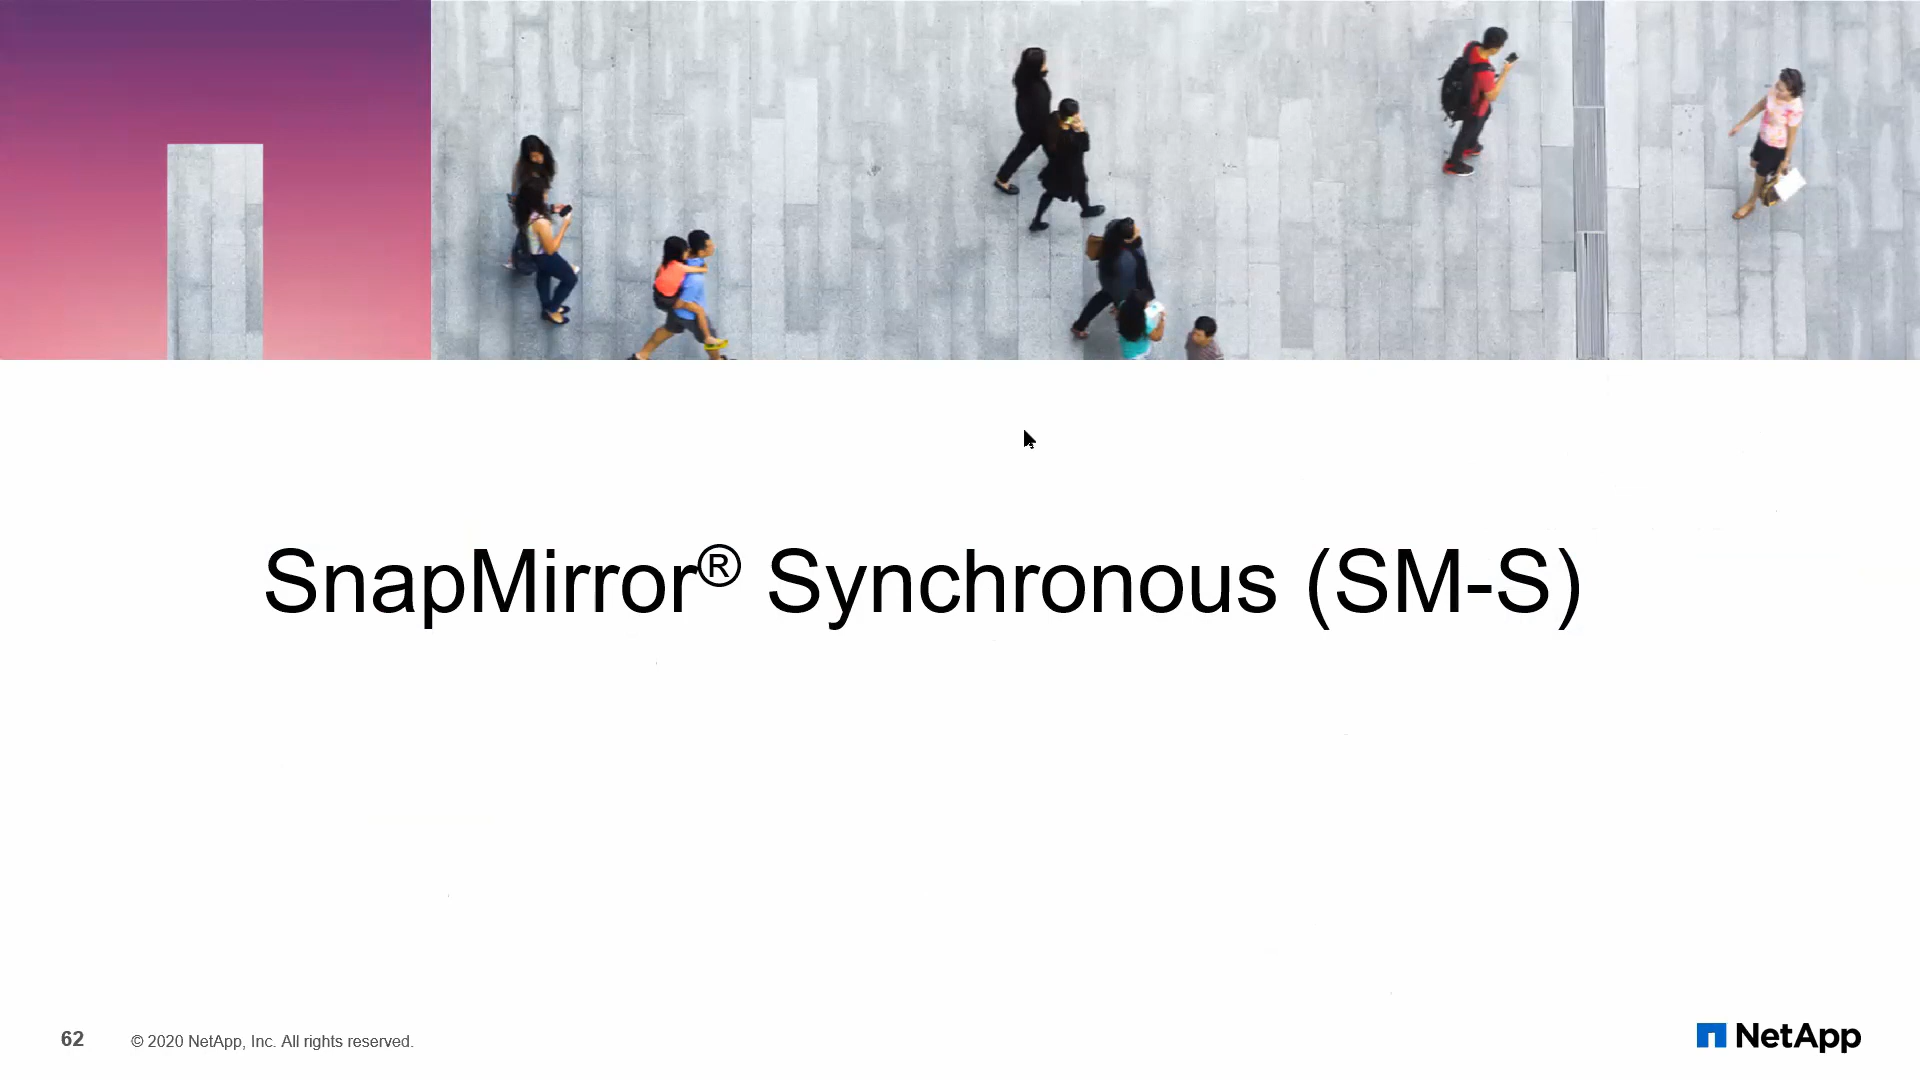 SnapMirror® Synchronous (SM-S)
62 © 2020 NetApp, Inc. All rights reserved.
NetApp